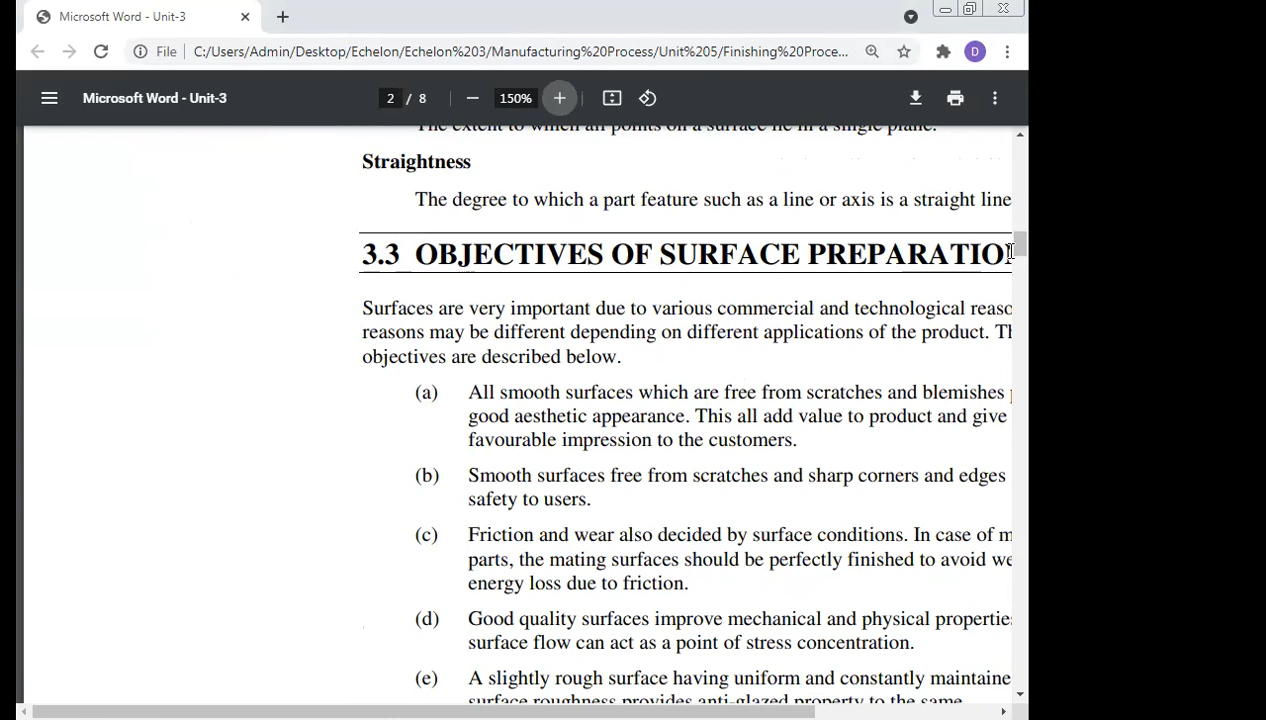 Microsoft Word - Unit-3
File C:/Users/Admin/Desktop/Echelon/Echelon%203/Manufacturing%20Process/Unit%205/Finishing%20Proce... D
Microsoft Word - Unit-3 2 / 8 150%
The extent to which all points on a surface lie in a single plane.
Straightness
The degree to which a part feature such as a line or axis is a straight line
3.3 OBJECTIVES OF SURFACE PREPARATION
Surfaces are very important due to various commercial and technological reaso
reasons may be different depending on different applications of the product. Th
objectives are described below.
(a) All smooth surfaces which are free from scratches and blemishes
good aesthetic appearance. This all add value to product and give
favourable impression to the customers.
(b) Smooth surfaces free from scratches and sharp corners and edges
safety to users.
(c) Friction and wear also decided by surface conditions. In case of m
parts, the mating surfaces should be perfectly finished to avoid we
energy loss due to friction.
(d) Good quality surfaces improve mechanical and physical properties
surface flow can act as a point of stress concentration.
(e) A slightly rough surface having uniform and constantly maintaine
surface roughness provides anti-glazed property to the same.